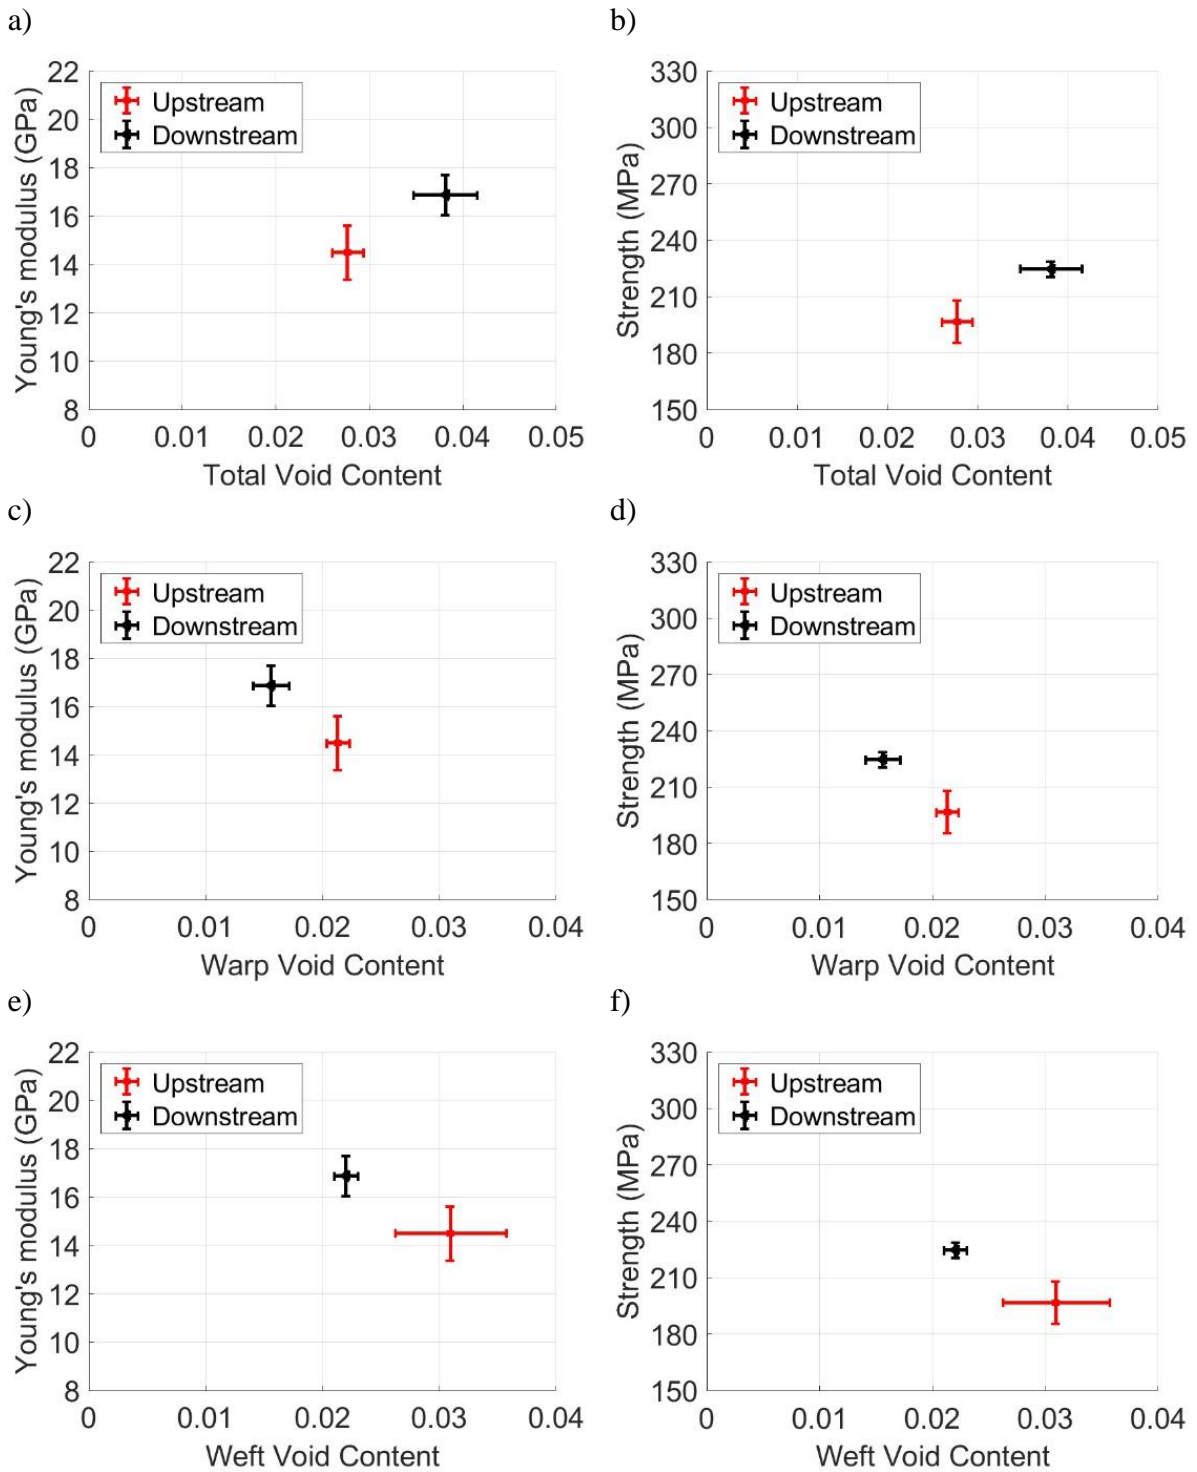 a)
b)
22
20
18
16
14
12
10
8
Young's modulus (GPa)
Upstream
Downstream
0 0.01 0.02 0.03 0.04 0.05
Total Void Content
330
300
270
240
210
180
150
Strength (MPa)
Upstream
Downstream
0 0.01 0.02 0.03 0.04 0.05
Total Void Content
c)
d)
22
20
18
16
14
12
10
8
Young's modulus (GPa)
Upstream
Downstream
0 0.01 0.02 0.03 0.04
Warp Void Content
330
300
270
240
210
180
150
Strength (MPa)
Upstream
Downstream
0 0.01 0.02 0.03 0.04
Warp Void Content
e)
f)
22
20
18
16
14
12
10
8
Young's modulus (GPa)
Upstream
Downstream
0 0.01 0.02 0.03 0.04
Weft Void Content
330
300
270
240
210
180
150
Strength (MPa)
Upstream
Downstream
0 0.01 0.02 0.03 0.04
Weft Void Content